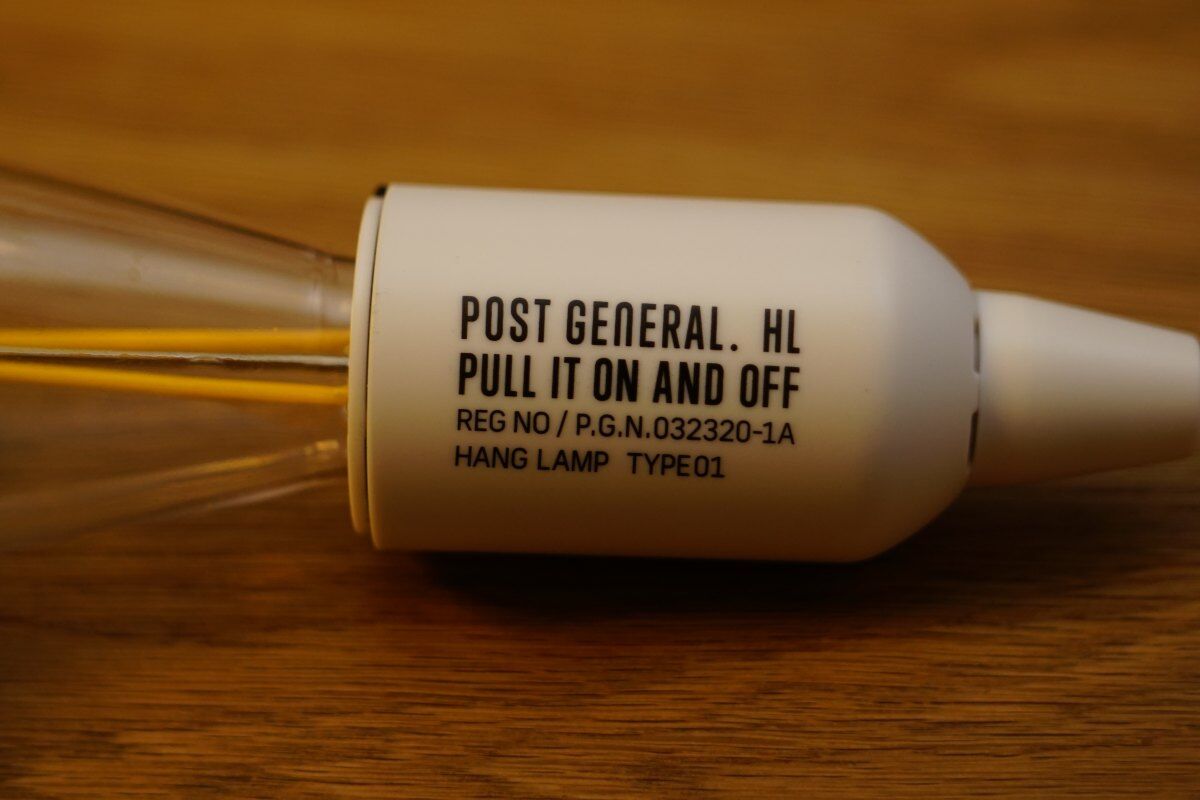 POST GENERAL. HL
PULL IT ON AND OFF
REG NO / P.G.N.032320-1A
HANG LAMP TYPE01